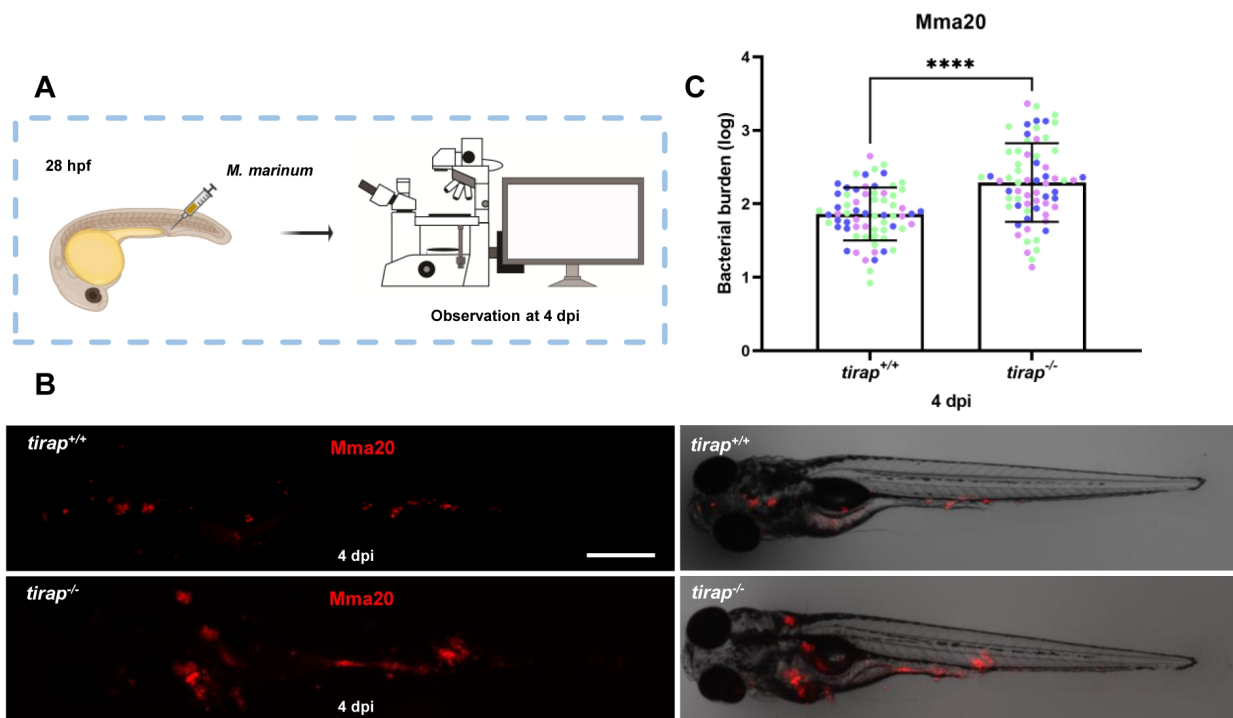 A
28 hpf
M. marinum
Observation at 4 dpi
C
Mma20
****
Bacterial burden (log)
4
3
2
1
0
tirap+/+
tirap-/-
4 dpi
B
tirap+/+
Mma20
4 dpi
tirap+/+
tirap-/-
Mma20
4 dpi
tirap-/-